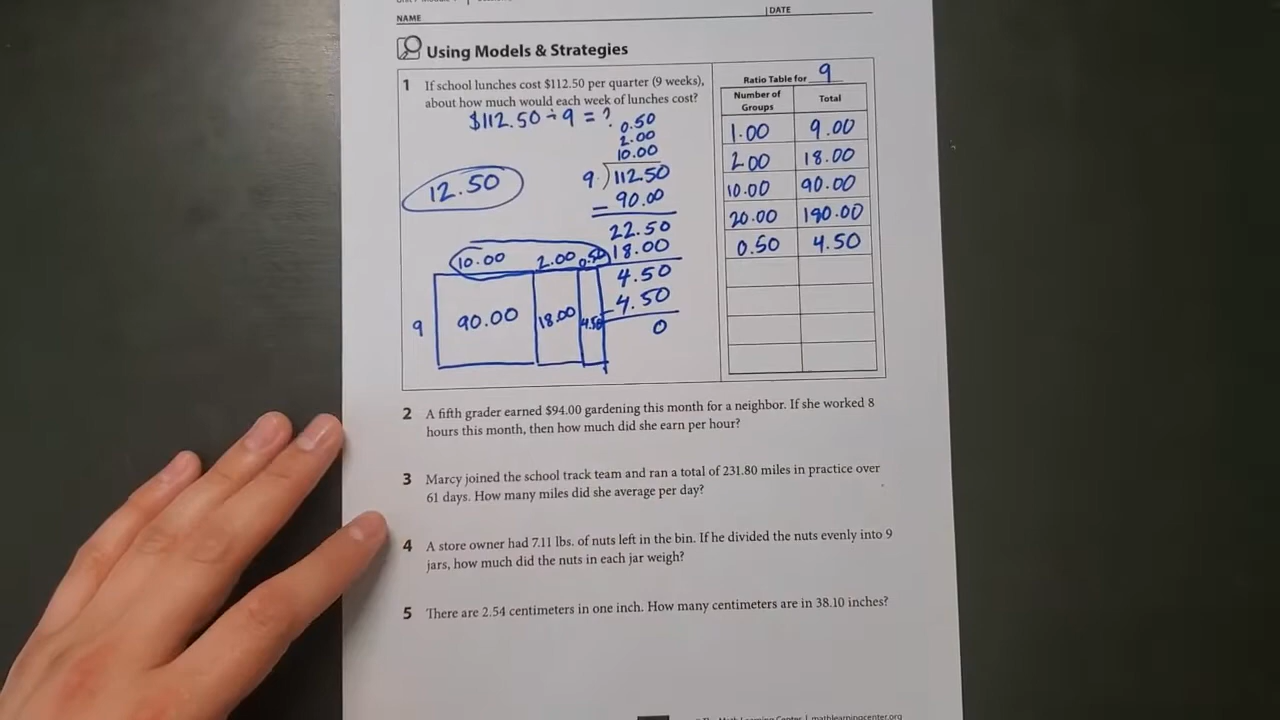 NAME
DATE
Using Models & Strategies
1 If school lunches cost $112.50 per quarter (9 weeks),
about how much would each week of lunches cost?
$112.50 ÷ 9 = ?
0.50
2.00
10.00
9 ) 112.50
- 90.00
22.50
18.00
4.50
- 4.50
0
12.50
10.00 2.00 0.50
9 90.00 18.00 4.50
Ratio Table for 9
Number of Groups Total
1.00 9.00
2.00 18.00
10.00 90.00
20.00 180.00
0.50 4.50
2 A fifth grader earned $94.00 gardening this month for a neighbor. If she worked 8
hours this month, then how much did she earn per hour?
3 Marcy joined the school track team and ran a total of 231.80 miles in practice over
61 days. How many miles did she average per day?
4 A store owner had 7.11 lbs. of nuts left in the bin. If he divided the nuts evenly into 9
jars, how much did the nuts in each jar weigh?
5 There are 2.54 centimeters in one inch. How many centimeters are in 38.10 inches?
The Math Learning Center | mathlearningcenter.org